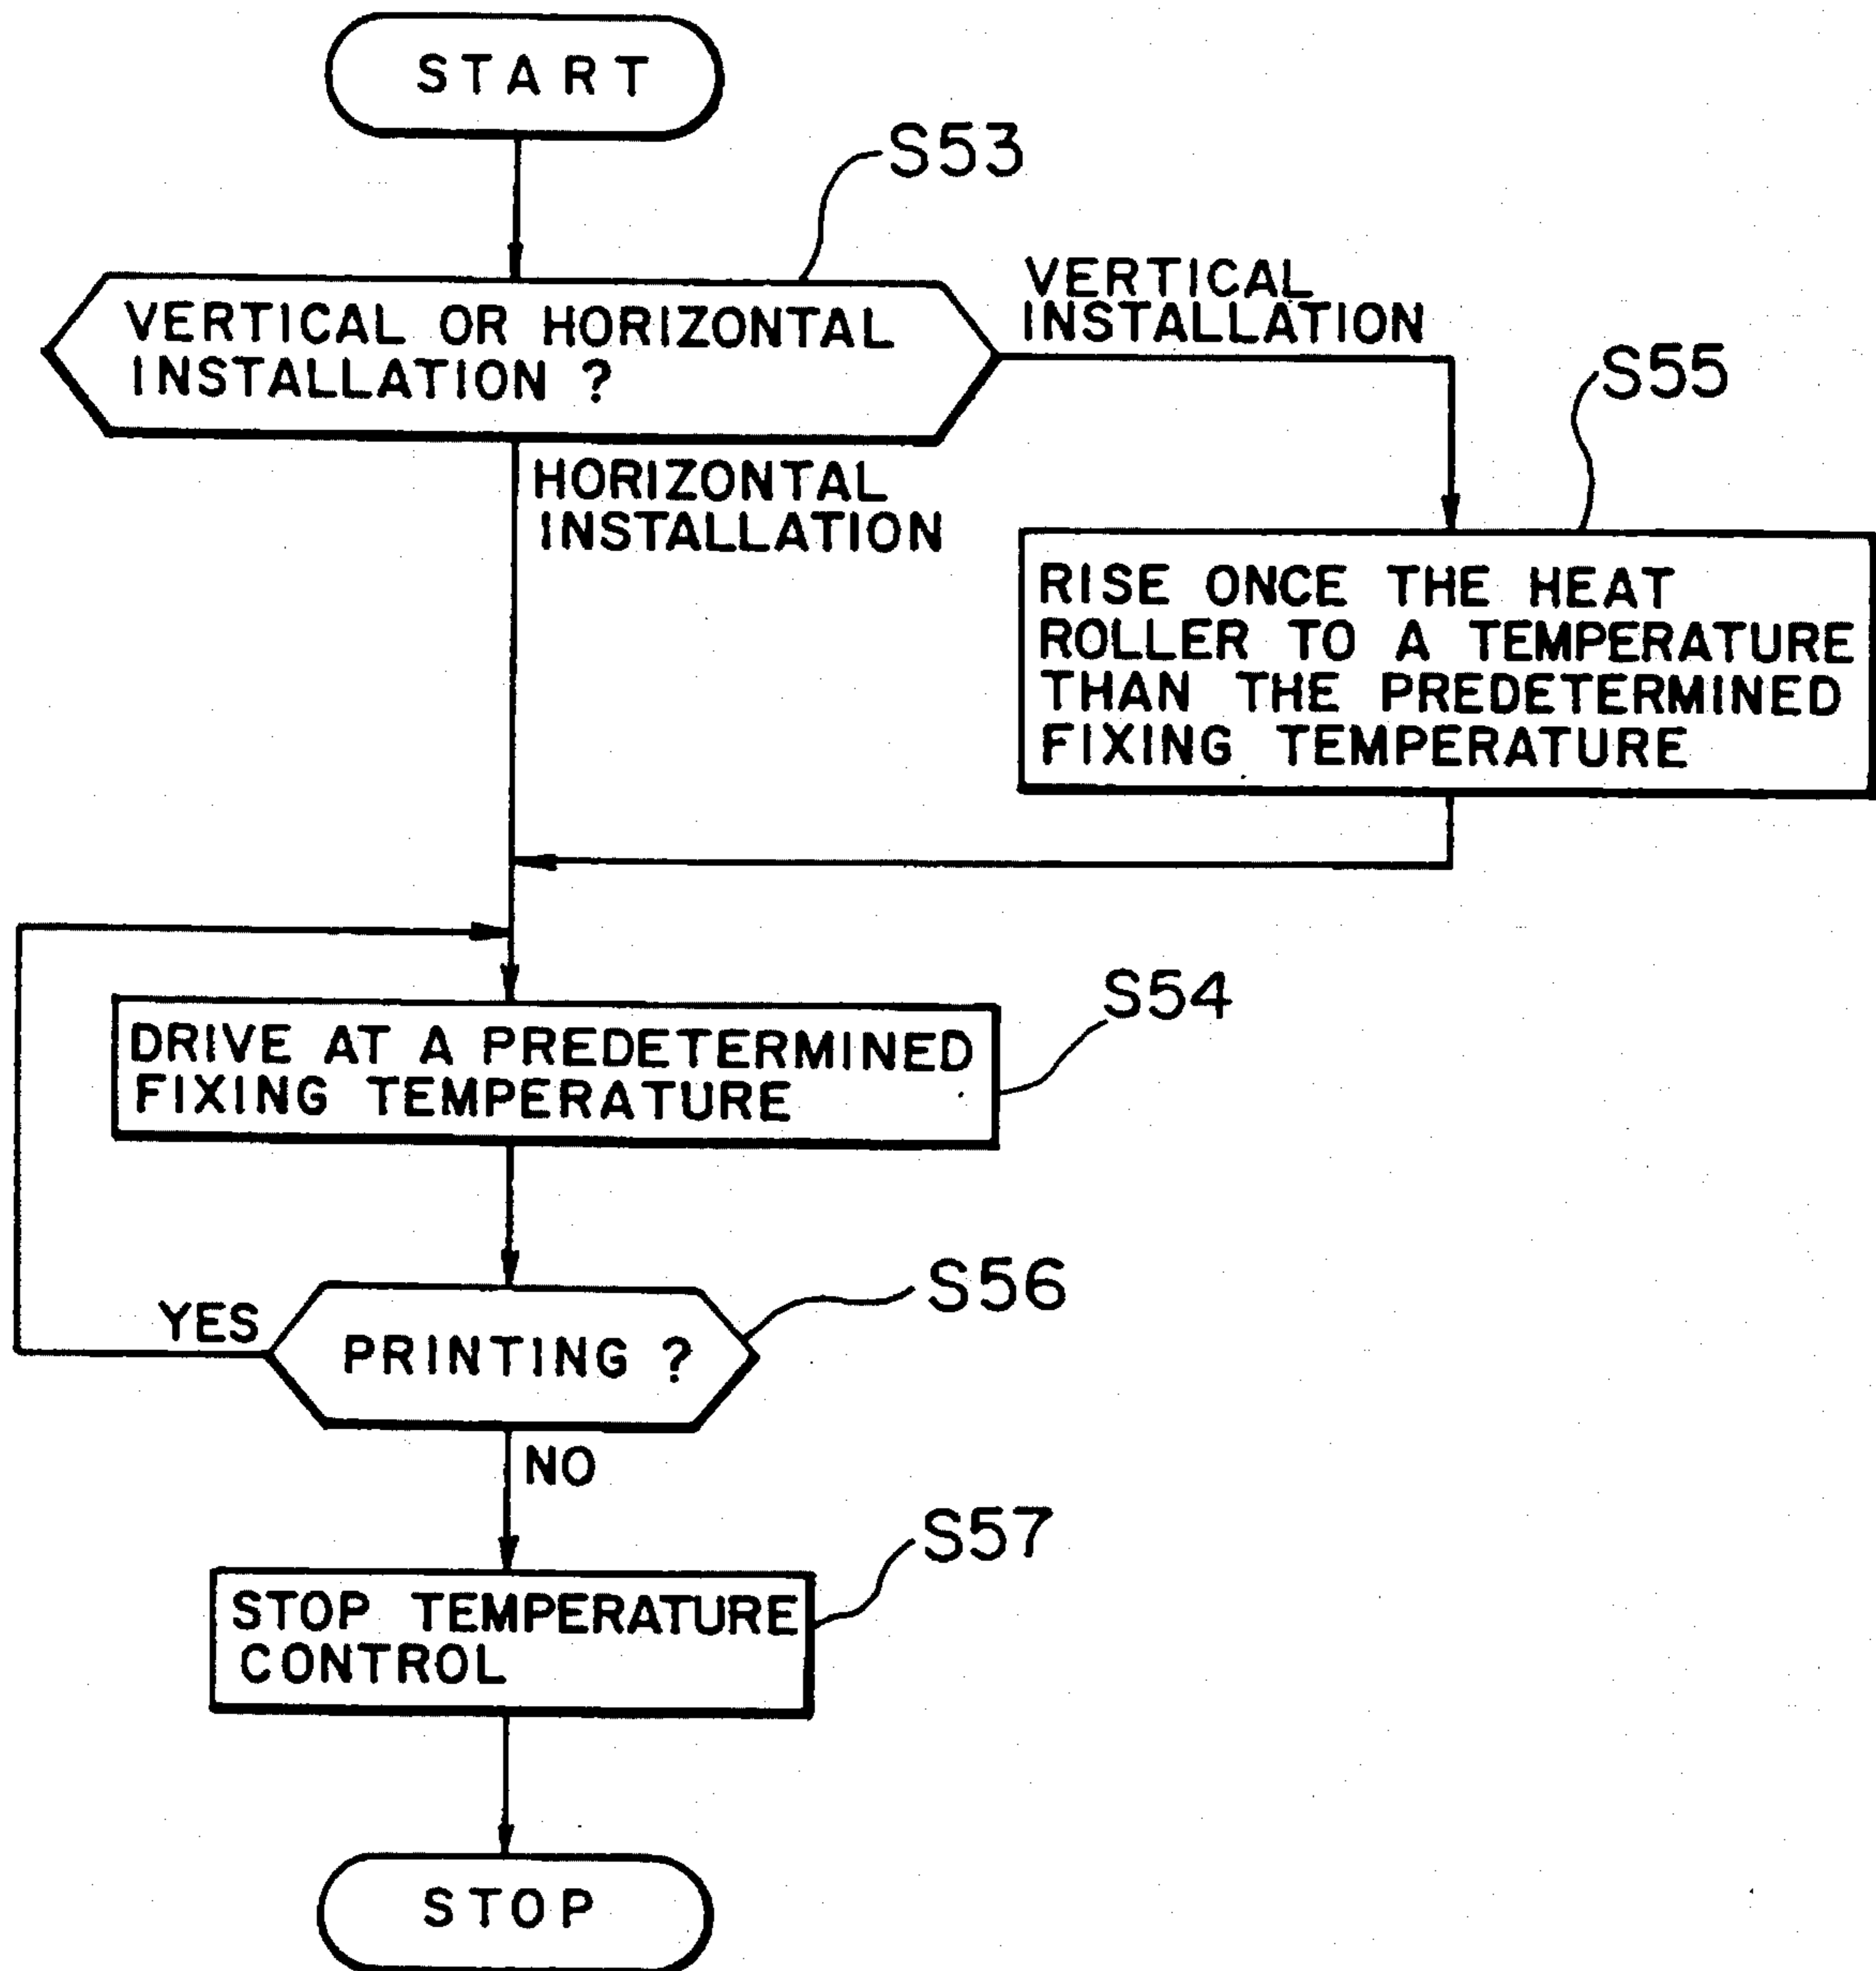 START
S53
VERTICAL OR HORIZONTAL
INSTALLATION ?
VERTICAL
INSTALLATION
S55
HORIZONTAL
INSTALLATION
RISE ONCE THE HEAT
ROLLER TO A TEMPERATURE
THAN THE PREDETERMINED
FIXING TEMPERATURE
S54
DRIVE AT A PREDETERMINED
FIXING TEMPERATURE
S56
YES
PRINTING ?
NO
S57
STOP TEMPERATURE
CONTROL
STOP